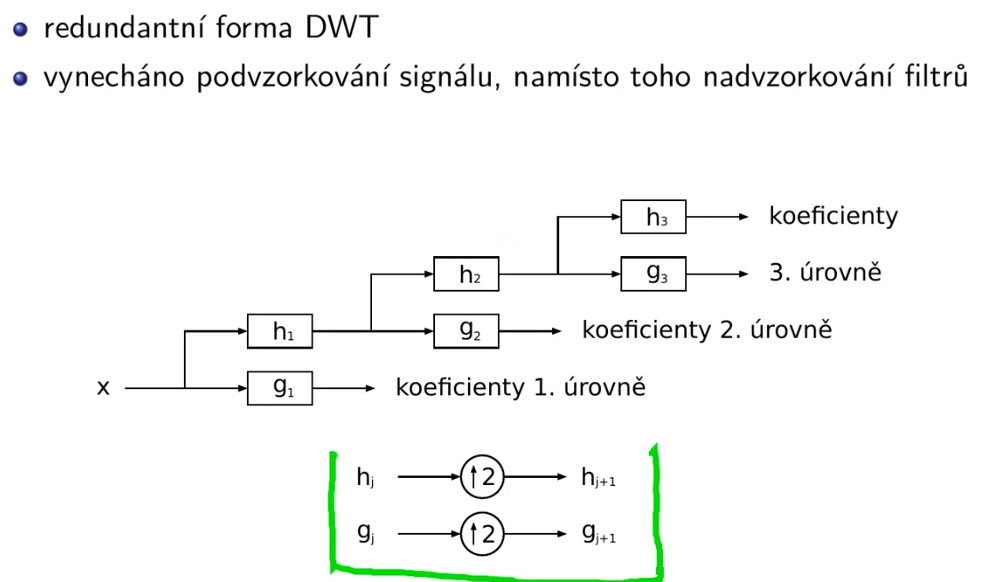 redundantní forma DWT
vynecháno podvzorkování signálu, namísto toho nadvzorkování filtrů
h₃ koeficienty
h₂ g₃ 3. úrovně
h₁ g₂ koeficienty 2. úrovně
x g₁ koeficienty 1. úrovně
hⱼ ↑2 hⱼ₊₁
gⱼ ↑2 gⱼ₊₁